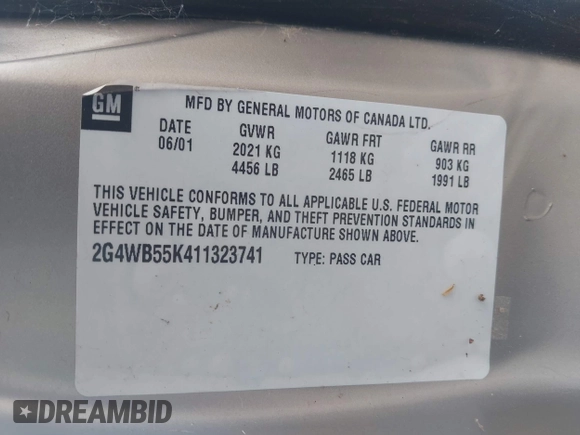 GM
MFD BY GENERAL MOTORS OF CANADA LTD.
DATE GVWR GAWR FRT GAWR RR
06/01 2021 KG 1118 KG 903 KG
4456 LB 2465 LB 1991 LB
THIS VEHICLE CONFORMS TO ALL APPLICABLE U.S. FEDERAL MOTOR
VEHICLE SAFETY, BUMPER, AND THEFT PREVENTION STANDARDS IN
EFFECT ON THE DATE OF MANUFACTURE SHOWN ABOVE.
2G4WB55K411323741 TYPE: PASS CAR
DREAMBID